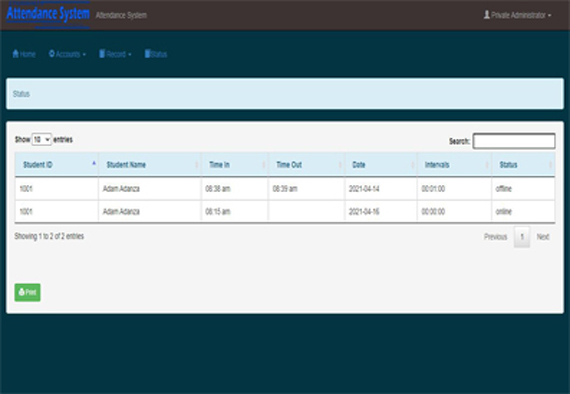 Attendance System Attendance System Private Administrator
Home Accounts Record Status
Status
Show 10 entries Search:
Student ID Student Name Time In Time Out Date Intervals Status
1001 Adam Adanza 08:38 am 08:39 am 2021-04-14 00:01:00 offline
1001 Adam Adanza 08:15 am 2021-04-16 00:00:00 online
Showing 1 to 2 of 2 entries Previous 1 Next
Print